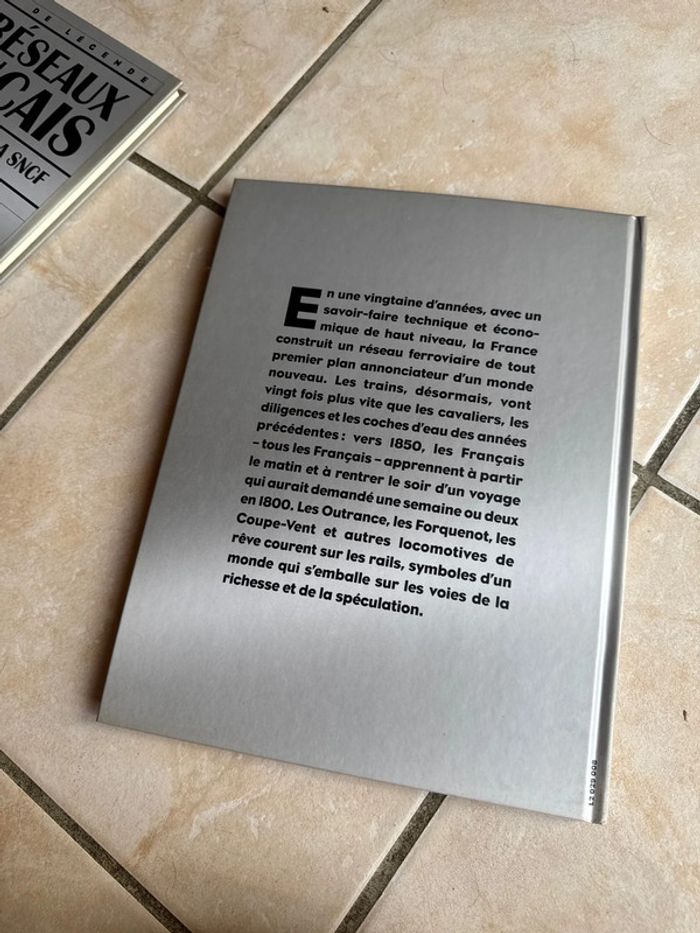 DE LÉGENDE
RÉSEAUX
ÇAIS
A SNCF
En une vingtaine d'années, avec un
savoir-faire technique et écono-
mique de haut niveau, la France
construit un réseau ferroviaire de tout
premier plan annonciateur d'un monde
nouveau. Les trains, désormais, vont
vingt fois plus vite que les cavaliers, les
diligences et les coches d'eau des années
précédentes : vers 1850, les Français
– tous les Français – apprennent à partir
le matin et à rentrer le soir d'un voyage
qui aurait demandé une semaine ou deux
en 1800. Les Outrance, les Forquenot, les
Coupe-Vent et autres locomotives de
rêve courent sur les rails, symboles d'un
monde qui s'emballe sur les voies de la
richesse et de la spéculation.
12 029 008